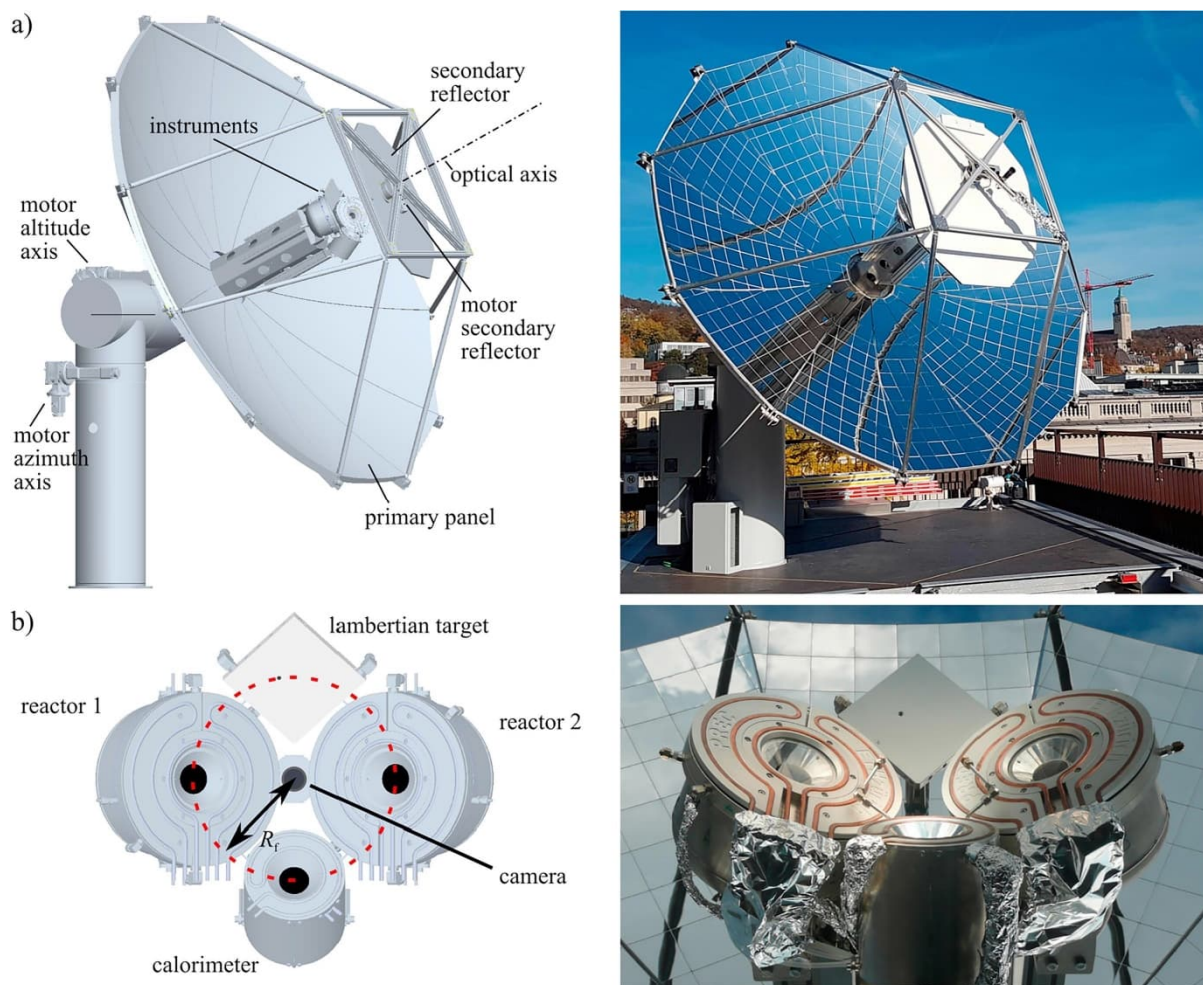 a)
secondary
reflector
instruments
optical axis
motor
altitude
axis
motor
secondary
reflector
motor
azimuth
axis
primary panel
b)
lambertian target
reactor 1
reactor 2
R_f
camera
calorimeter